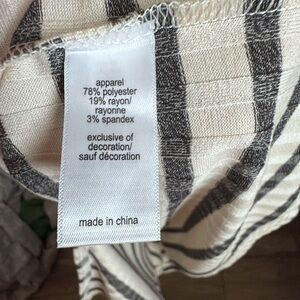 apparel
78% polyester
19% rayon/
rayonne
3% spandex
exclusive of
decoration/
sauf décoration
made in china